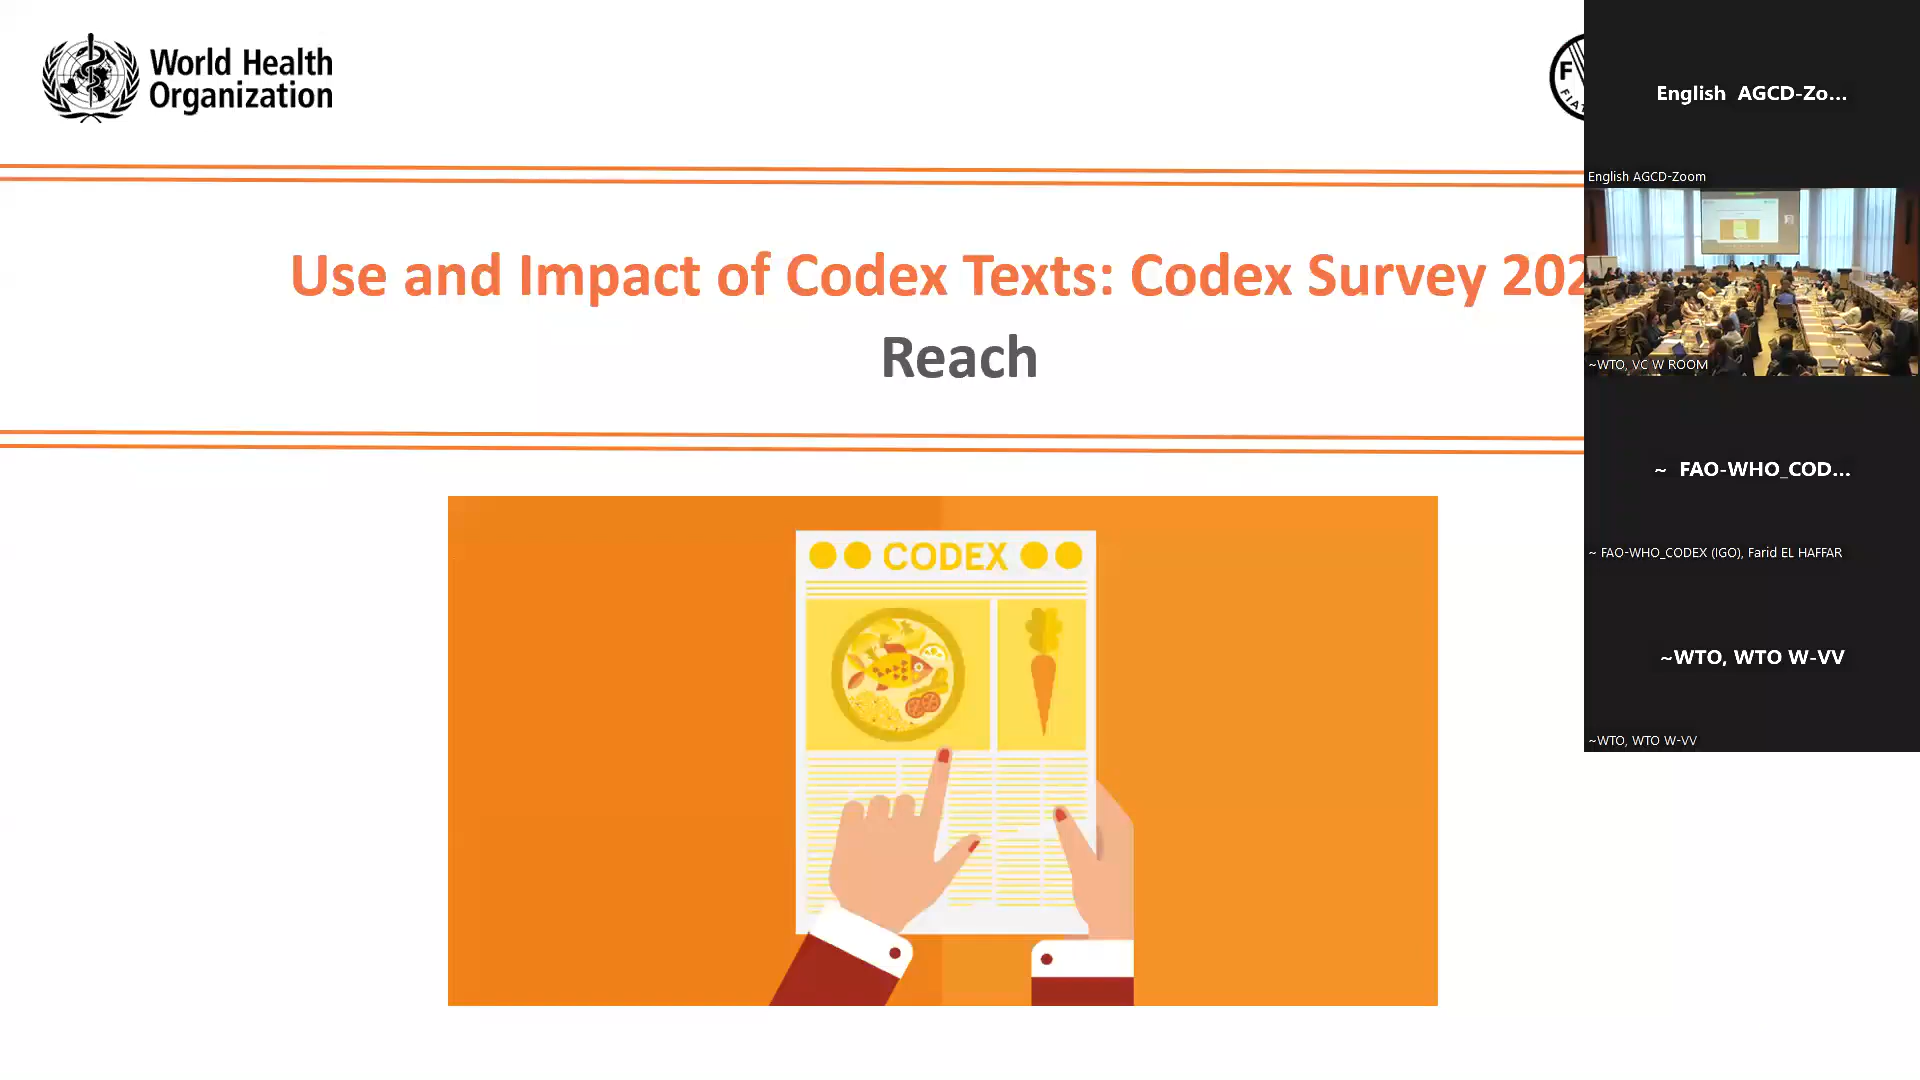 World Health
Organization
F
FIA
Use and Impact of Codex Texts: Codex Survey 202
Reach
CODEX
English AGCD-Zo...
English AGCD-Zoom
~WTO, VC W ROOM
~ FAO-WHO_COD...
~ FAO-WHO_CODEX (IGO), Farid EL HAFFAR
~WTO, WTO W-VV
~WTO, WTO W-VV